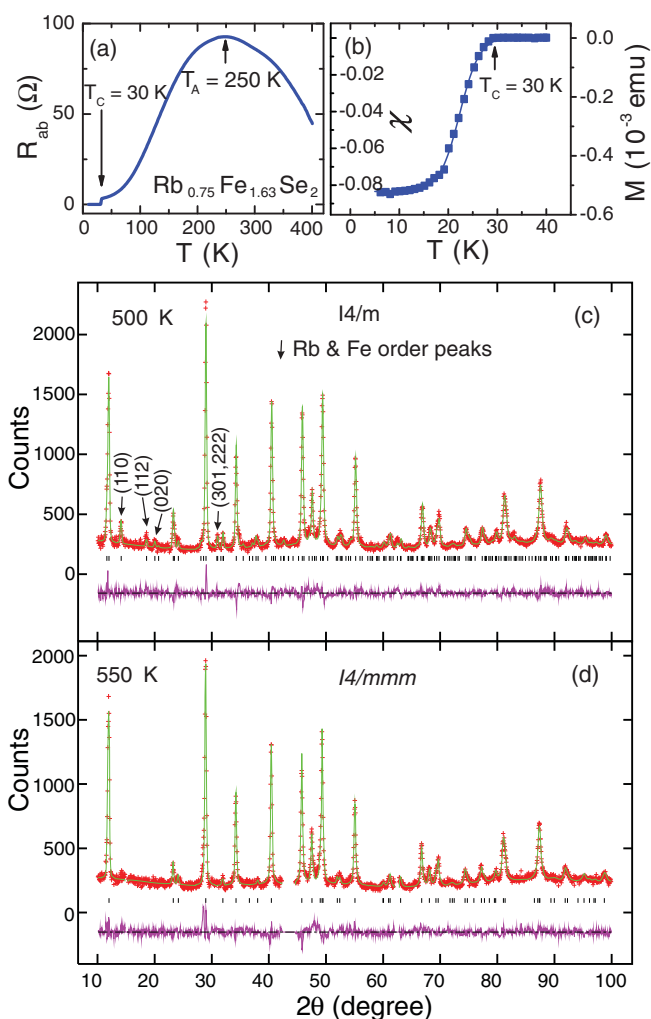 (a)
T_C = 30 K
T_A = 250 K
Rb_0.75 Fe_1.63 Se_2
R_ab (Ω)
100
50
0
0 100 200 300 400
T (K)
(b)
T_C = 30 K
χ
-0.02
-0.04
-0.06
-0.08
0.0
-0.2
-0.4
-0.6
M (10^-3 emu)
0 10 20 30 40
T (K)
500 K
I4/m
(c)
↓ Rb & Fe order peaks
(110)
(112)
(020)
(301,222)
Counts
2000
1500
1000
500
0
550 K
I4/mmm
(d)
Counts
2000
1500
1000
500
0
10 20 30 40 50 60 70 80 90 100
2θ (degree)